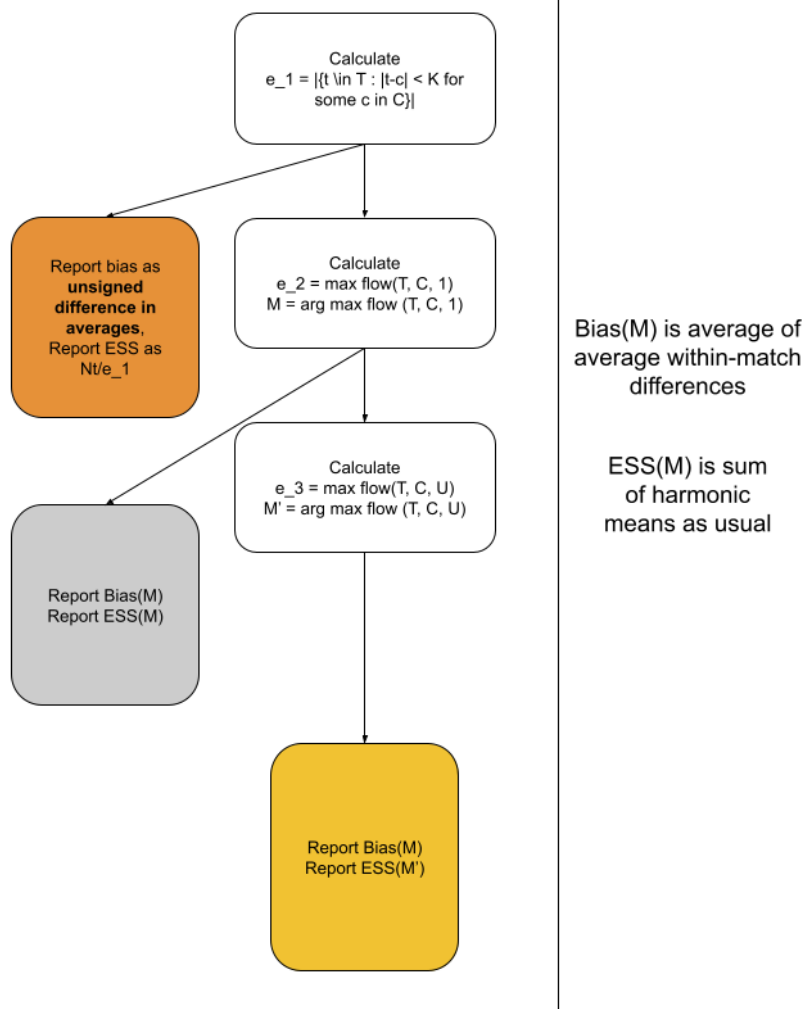 Calculate
e_1 = |{t \in T : |t-c| < K for
some c in C}|
Report bias as
unsigned
difference in
averages,
Report ESS as
Nt/e_1
Calculate
e_2 = max flow(T, C, 1)
M = arg max flow (T, C, 1)
Calculate
e_3 = max flow(T, C, U)
M' = arg max flow (T, C, U)
Report Bias(M)
Report ESS(M)
Report Bias(M)
Report ESS(M')
Bias(M) is average of
average within-match
differences
ESS(M) is sum
of harmonic
means as usual